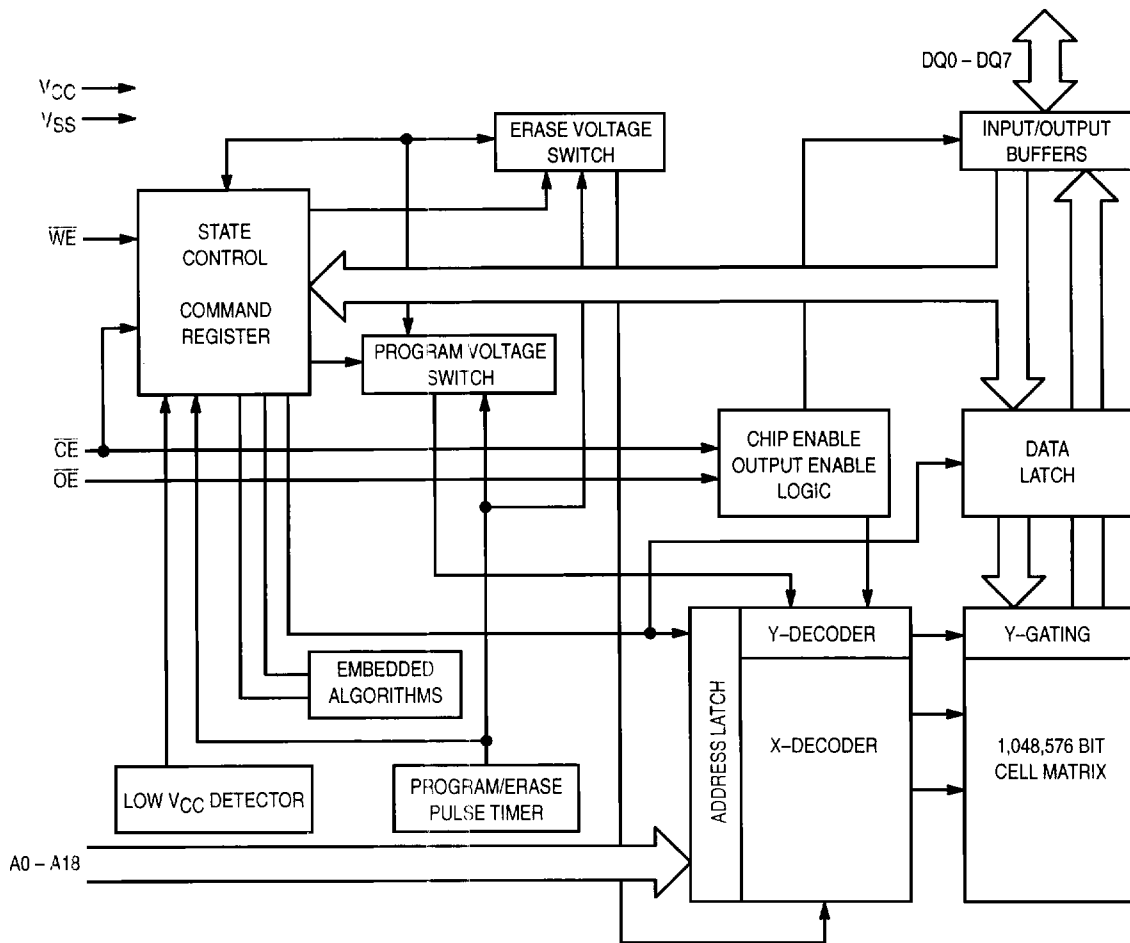 DQ0 – DQ7
VCC
VSS
ERASE VOLTAGE
SWITCH
INPUT/OUTPUT
BUFFERS
WE
STATE
CONTROL
COMMAND
REGISTER
PROGRAM VOLTAGE
SWITCH
CE
OE
CHIP ENABLE
OUTPUT ENABLE
LOGIC
DATA
LATCH
Y–DECODER
Y–GATING
EMBEDDED
ALGORITHMS
ADDRESS LATCH
X–DECODER
1,048,576 BIT
CELL MATRIX
LOW VCC DETECTOR
PROGRAM/ERASE
PULSE TIMER
A0 – A18